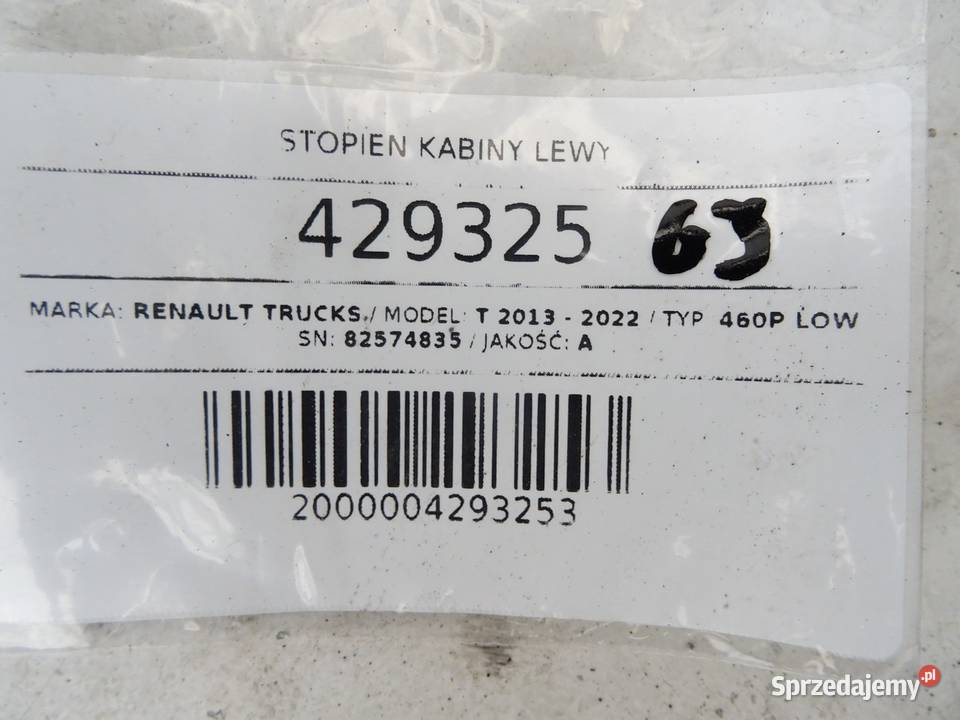 STOPIEN KABINY LEWY
429325 63
MARKA: RENAULT TRUCKS / MODEL: T 2013 - 2022 / TYP 460P LOW
SN: 82574835 / JAKOŚĆ: A
2000004293253
Sprzedajemy.pl